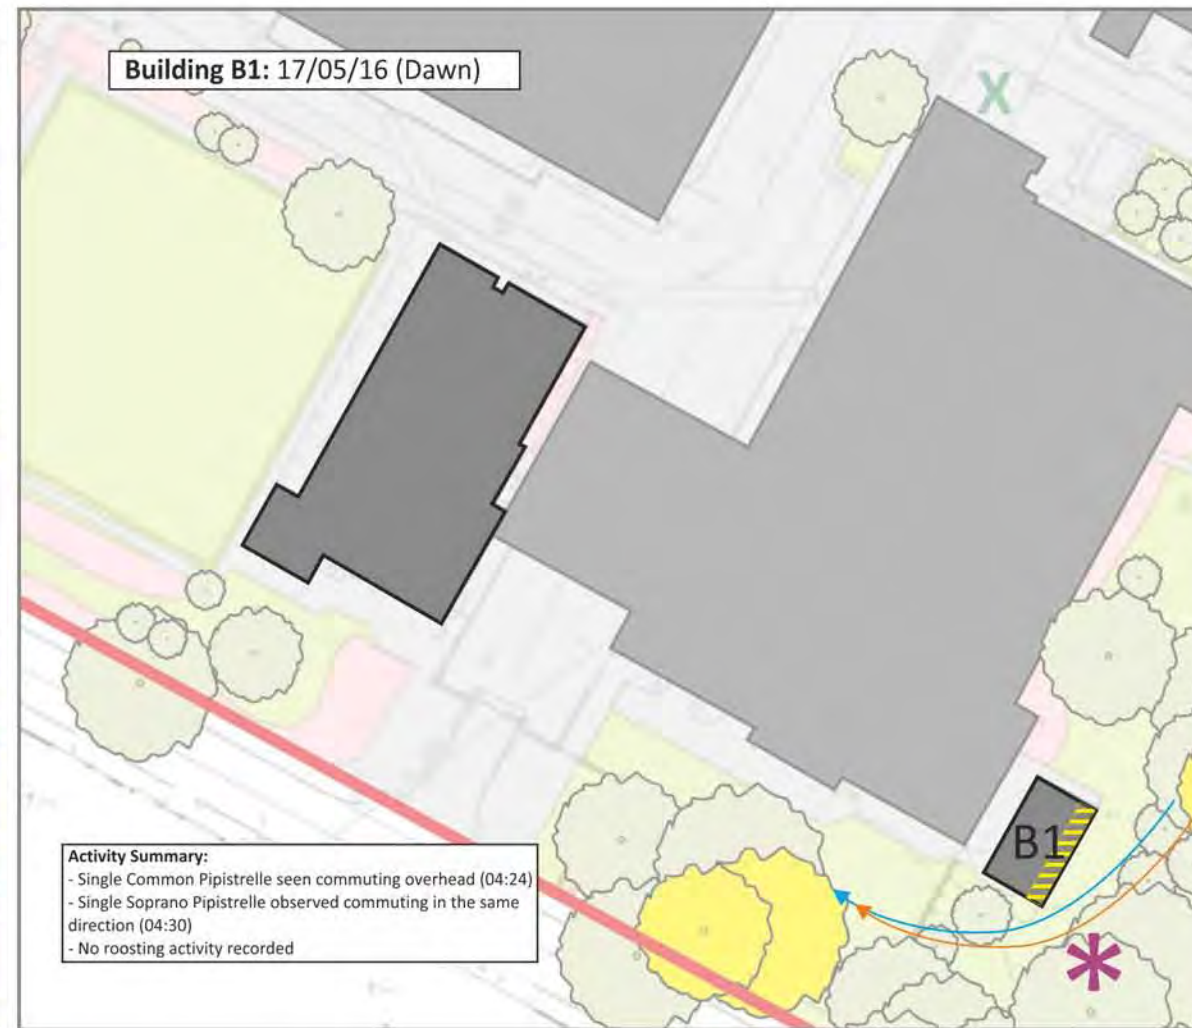 Building B1: 17/05/16 (Dawn)
X
B1
Activity Summary:
- Single Common Pipistrelle seen commuting overhead (04:24)
- Single Soprano Pipistrelle observed commuting in the same
direction (04:30)
- No roosting activity recorded
*